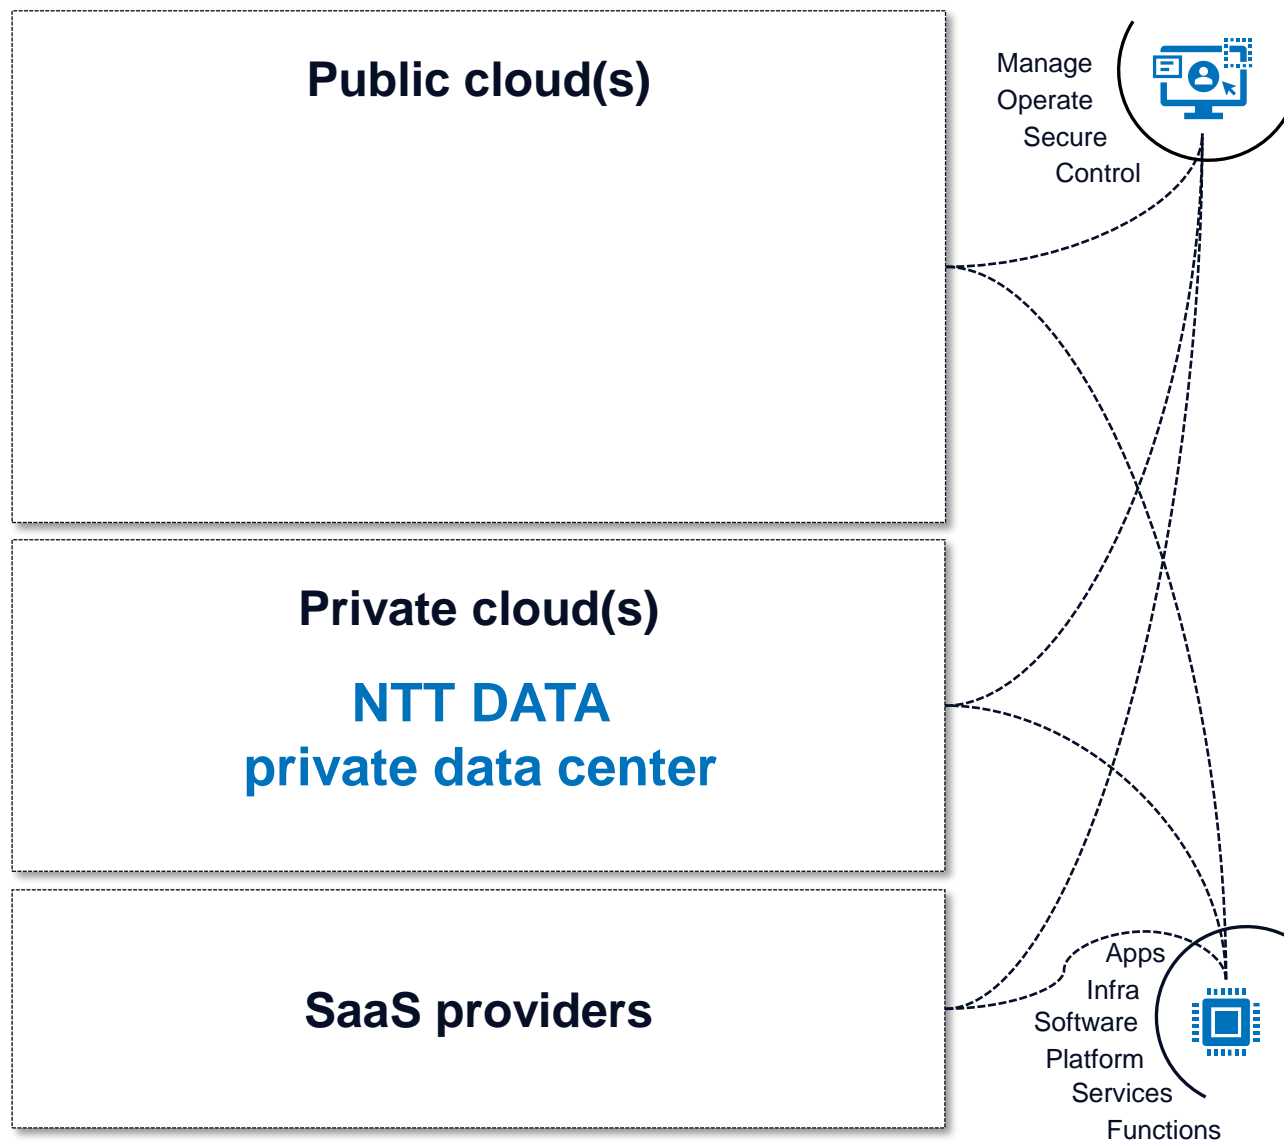 Public cloud(s)
Manage
Operate
Secure
Control
Private cloud(s)
NTT DATA
private data center
SaaS providers
Apps
Infra
Software
Platform
Services
Functions